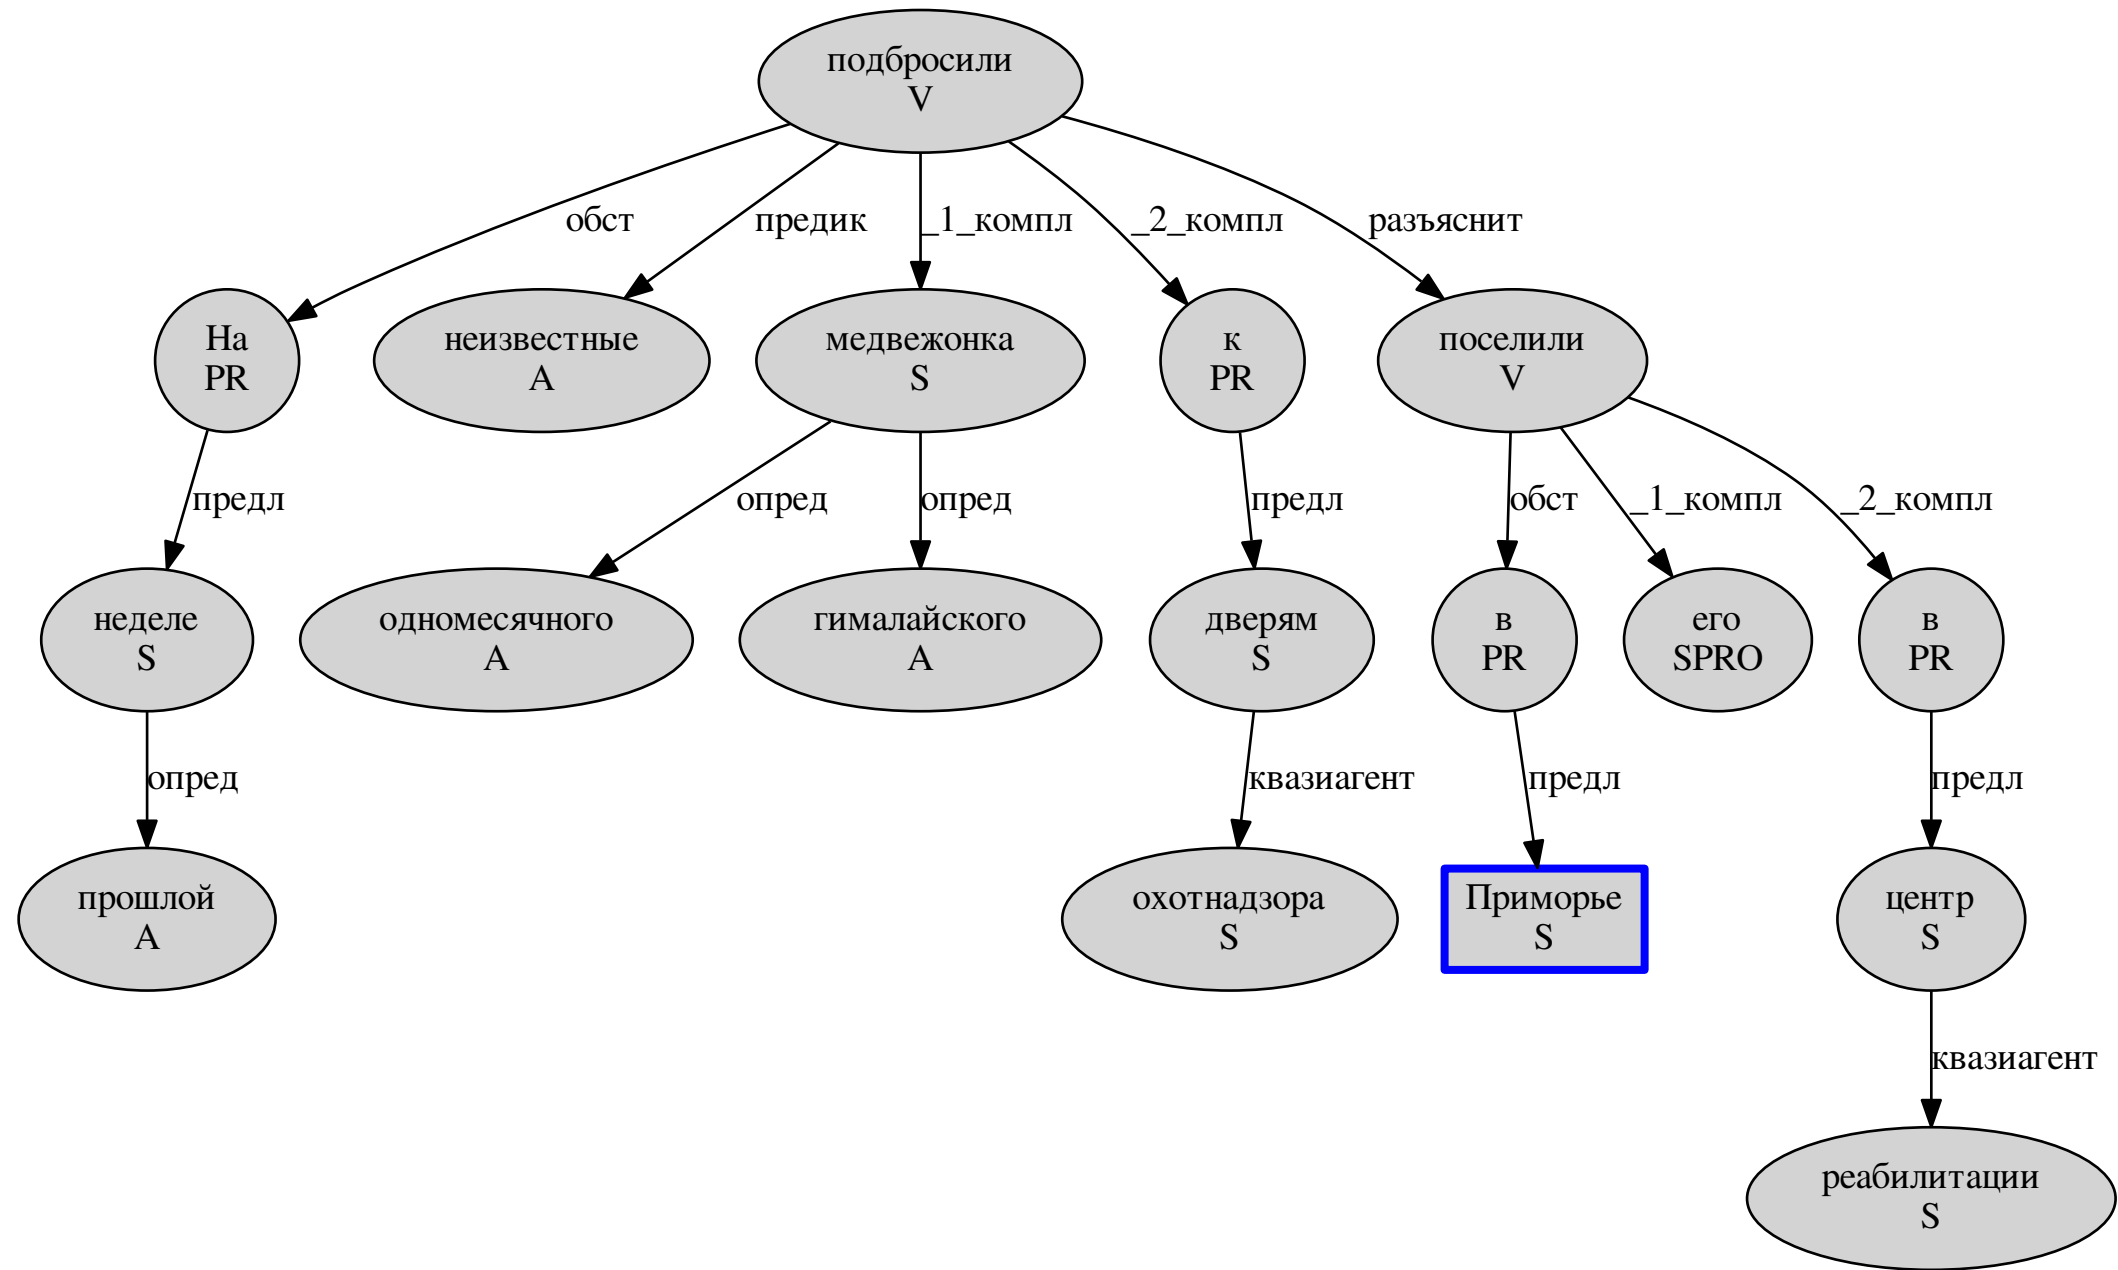 подбросили
V
обст
предик
_1_компл
_2_компл
разъяснит
На
PR
неизвестные
A
медвежонка
S
к
PR
поселили
V
предл
опред
опред
предл
обст
_1_компл
_2_компл
неделе
S
одномесячного
A
гималайского
A
дверям
S
в
PR
его
SPRO
в
PR
опред
квазиагент
предл
предл
прошлой
A
охотнадзора
S
Приморье
S
центр
S
квазиагент
реабилитации
S